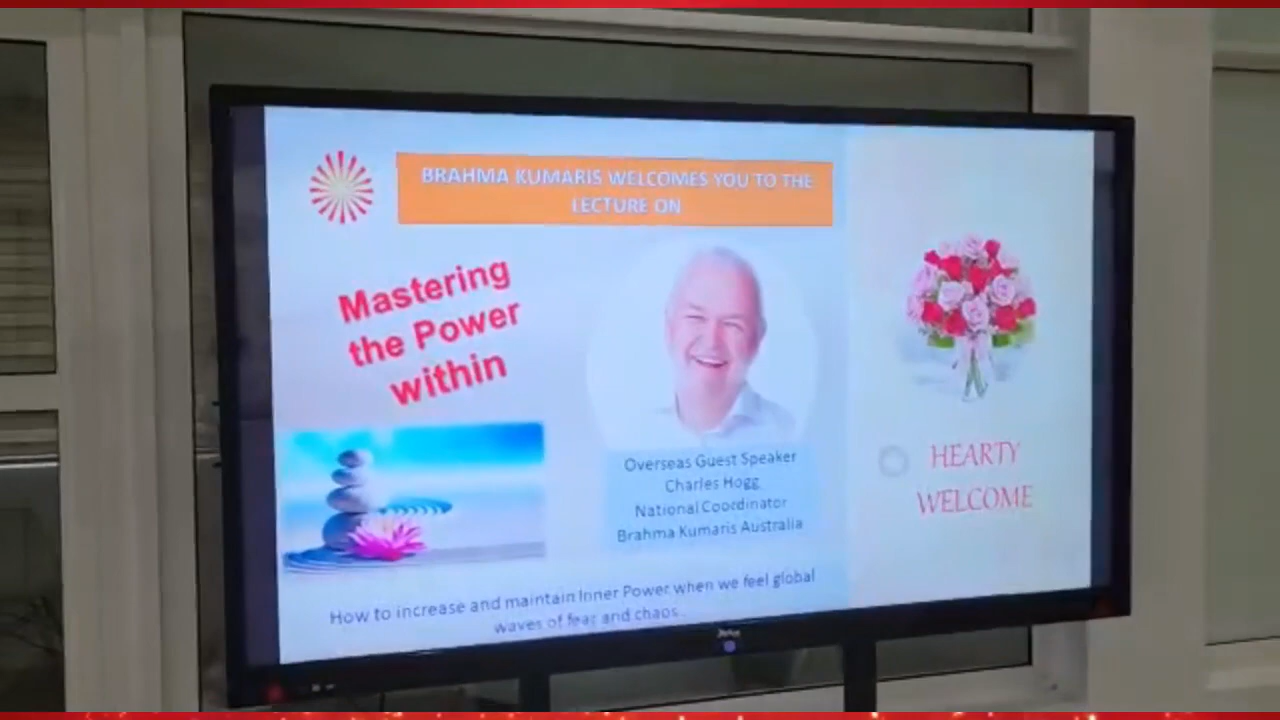 BRAHMA KUMARIS WELCOMES YOU TO THE
LECTURE ON
Mastering
the Power
within
Overseas Guest Speaker
Charles Hogg
National Coordinator
Brahma Kumaris Australia
How to increase and maintain Inner Power when we feel global
waves of fear and chaos.
HEARTY
WELCOME